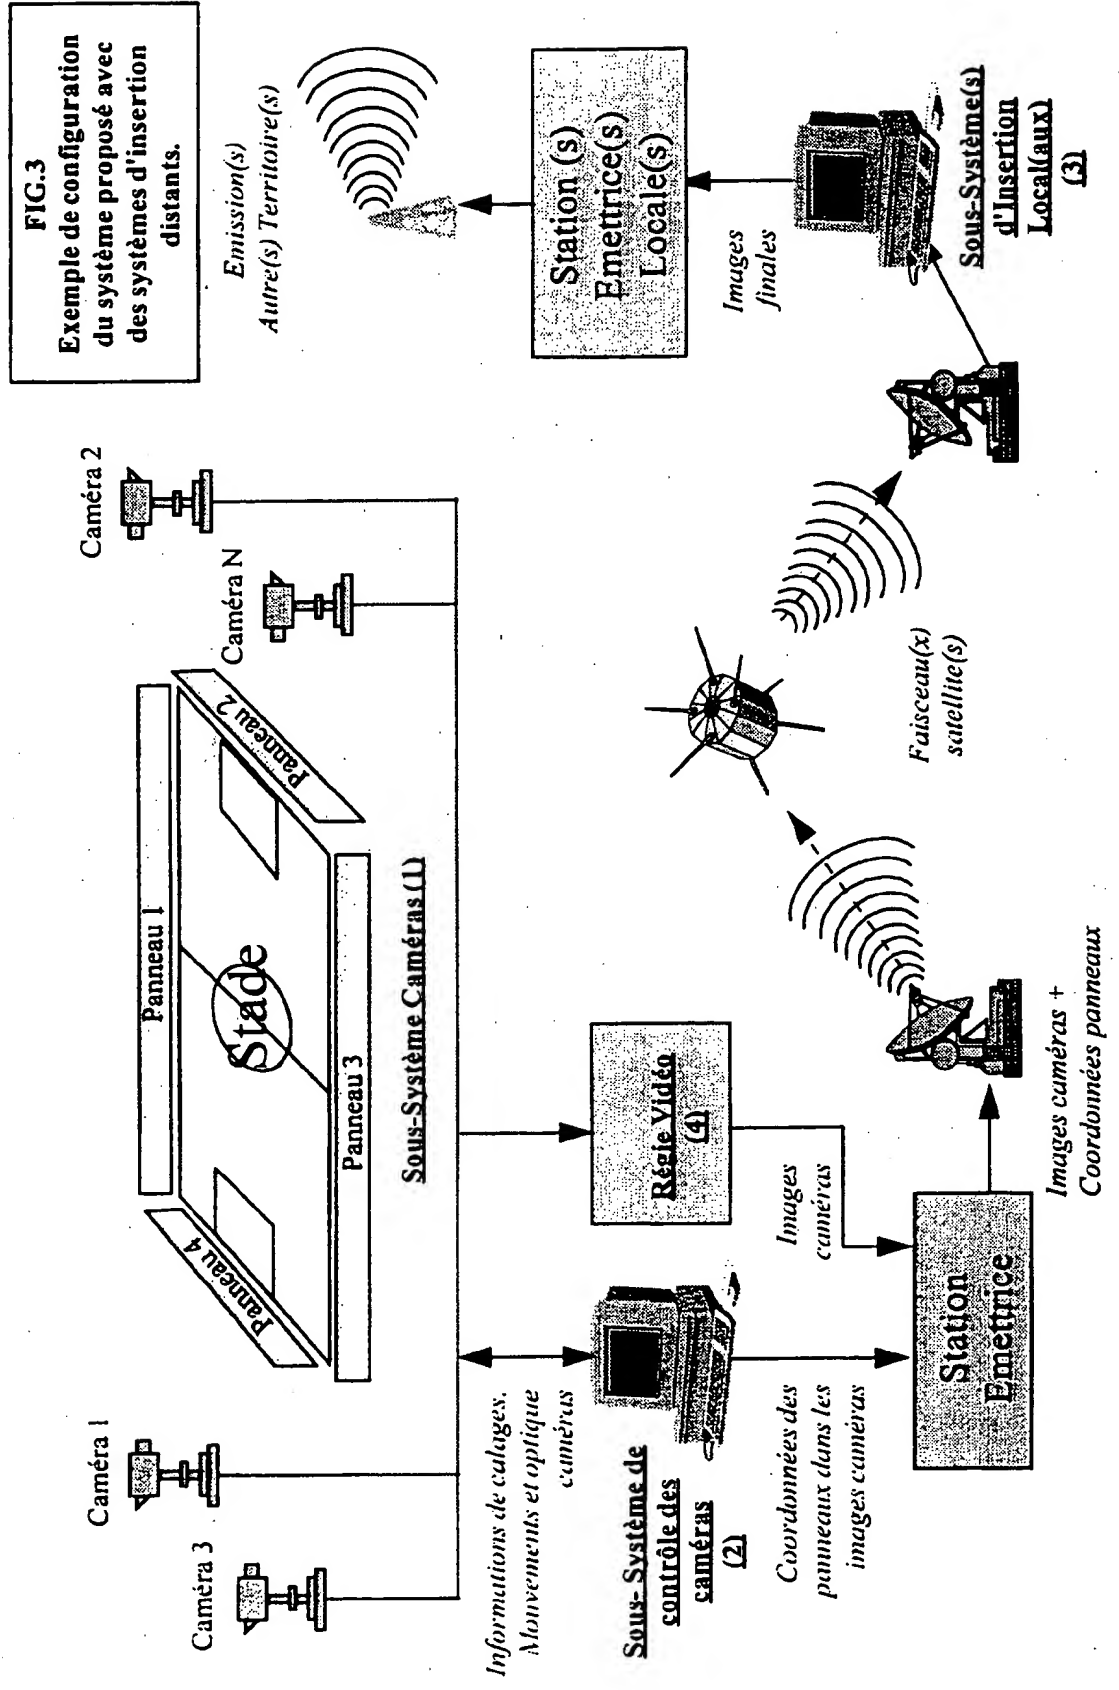 FIG.3
Exemple de configuration
du système proposé avec
des systèmes d'insertion
distants.
Caméra 1
Caméra 3
Caméra 2
Caméra N
Panneau 1
Panneau 2
Panneau 4
Stade
Panneau 3
Sous-Système Caméras (1)
Informations de calages.
Mouvements et optique
caméras
Sous- Système de
contrôle des
caméras
(2)
Régie Vidéo
(4)
Images
caméras
Coordonnées des
panneaux dans les
images caméras
Station
Emettrice
Images caméras +
Coordonnées panneaux
Faisceau(x)
satellite(s)
Emission(s)
Autre(s) Territoire(s)
Station (s)
Emettrice(s)
Locale(s)
Images
finales
Sous-Système(s)
d'Insertion
Local(aux)
(3)